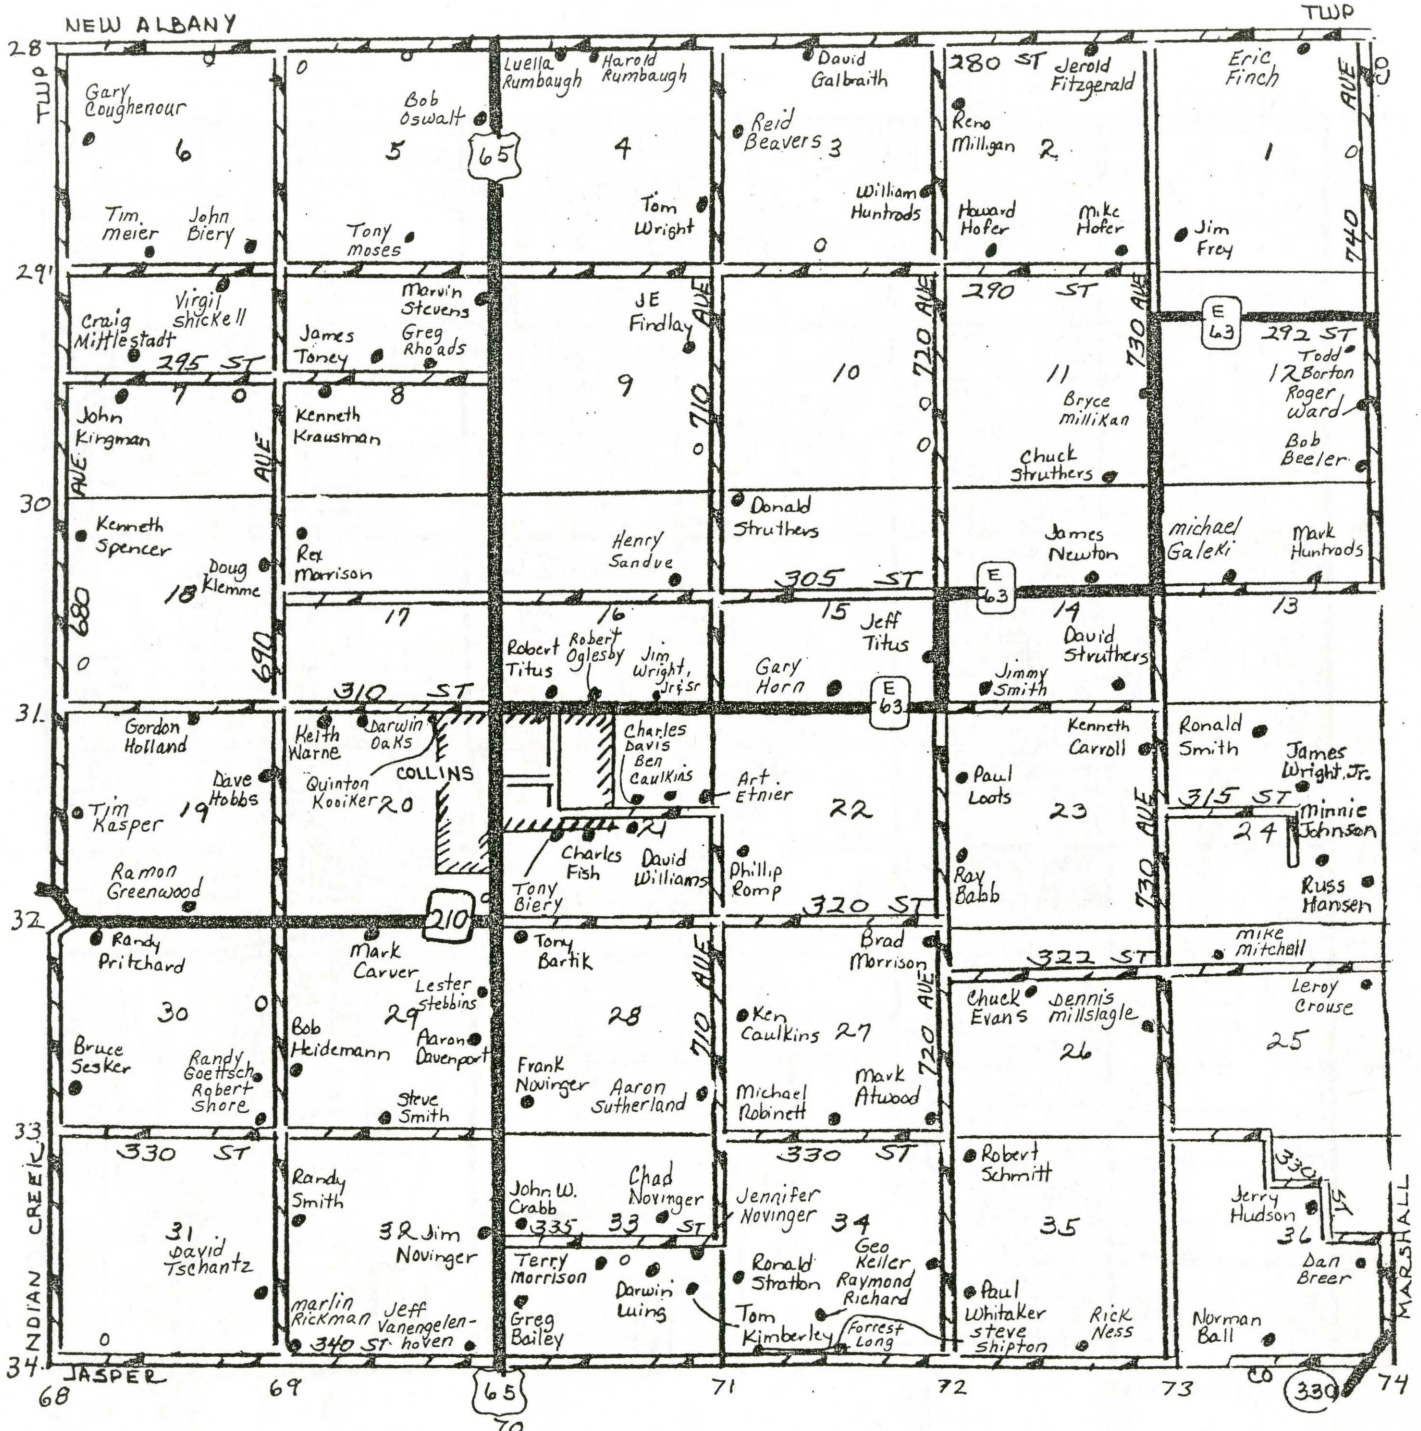 NEW ALBANY
TWP
28
TWP
Luella
Rumbaugh
Harold
Rumbaugh
David
Galbraith
280 ST
Jerold
Fitzgerald
Eric
Finch
AVE
CO
Gary
Coughenour
6
Bob
Oswalt
5
65
4
Reid
Beavers
3
Reno
Milligan
2
1
Tim
Meier
John
Biery
Tony
Moses
Tom
Wright
William
Huntrods
Howard
Hofer
Mike
Hofer
Jim
Frey
740
29
Virgil
Shickell
Craig
Mittlestadt
295 ST
James
Toney
Marvin
Stevens
Greg
Rhoads
JE
Findlay
AVE
710
9
10
AVE
720
290 ST
AVE
730
E
63
292 ST
Todd
Borton
12
Roger
Ward
Bob
Beeler
7
John
Kingman
8
Kenneth
Krausman
11
Bryce
Millikan
Chuck
Struthers
AVE
AVE
30
Kenneth
Spencer
Doug
Klemme
18
680
690
Rex
Morrison
17
Henry
Sandve
16
Donald
Struthers
305 ST
15
James
Newton
E
63
14
Michael
Galeki
Mark
Huntrods
13
Robert
Titus
Robert
Oglesby
Jim
Wright,
Jr & Sr
Gary
Horn
Jeff
Titus
E
63
Jimmy
Smith
David
Struthers
310 ST
31
Gordon
Holland
Keith
Warne
Darwin
Oaks
Quinton
Kooiker
20
COLLINS
Dave
Hobbs
Tim
Kasper
19
Ramon
Greenwood
Charles
Davis
Ben
Caulkins
Art
Etnier
21
Charles
Fish
Tony
Biery
David
Williams
22
Phillip
Romp
320 ST
Kenneth
Carroll
Paul
Loots
23
Ray
Babb
AVE
730
Ronald
Smith
James
Wright, Jr.
315 ST
Minnie
Johnson
24
Russ
Hansen
32
210
Randy
Pritchard
30
Bruce
Sesker
Randy
Goettsch
Robert
Shore
Mark
Carver
Lester
Stebbins
29
Bob
Heidemann
Aaron
Davenport
Steve
Smith
Tony
Bartik
28
Frank
Novinger
Aaron
Sutherland
AVE
710
Ken
Caulkins
27
Michael
Robinett
Mark
Atwood
Brad
Morrison
AVE
720
322 ST
Chuck
Evans
Dennis
Millslagle
26
Mike
Mitchell
Leroy
Crouse
25
33
330 ST
330 ST
INDIAN CREEK
31
David
Tschantz
Randy
Smith
32
Jim
Novinger
Marlin
Rickman
Jeff
Vanengelen-
hoven
340 ST
John W.
Crabb
Chad
Novinger
335 ST
33
Terry
Morrison
Darwin
Luing
Greg
Bailey
Jennifer
Novinger
34
Ronald
Stratton
Geo
Keller
Raymond
Richard
Tom
Kimberley
Forrest
Long
Robert
Schmitt
35
Paul
Whitaker
Steve
Shipton
Rick
Ness
330 ST
Jerry
Hudson
36
Dan
Breer
Norman
Ball
MARSHALL
CO
34
JASPER
68
69
65
70
71
72
73
330
74